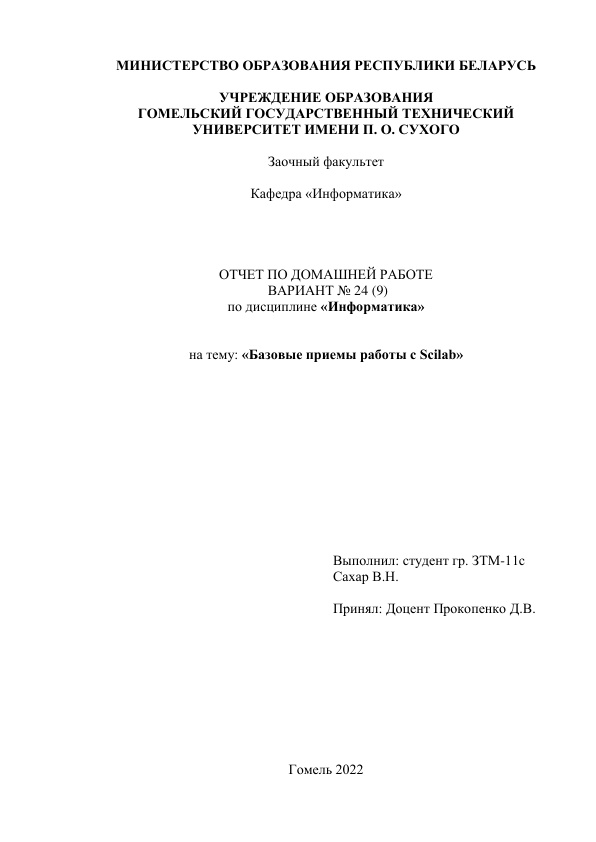 МИНИСТЕРСТВО ОБРАЗОВАНИЯ РЕСПУБЛИКИ БЕЛАРУСЬ
УЧРЕЖДЕНИЕ ОБРАЗОВАНИЯ
ГОМЕЛЬСКИЙ ГОСУДАРСТВЕННЫЙ ТЕХНИЧЕСКИЙ
УНИВЕРСИТЕТ ИМЕНИ П. О. СУХОГО
Заочный факультет
Кафедра «Информатика»
ОТЧЕТ ПО ДОМАШНЕЙ РАБОТЕ
ВАРИАНТ № 24 (9)
по дисциплине «Информатика»
на тему: «Базовые приемы работы с Scilab»
Выполнил: студент гр. ЗТМ-11с
Сахар В.Н.
Принял: Доцент Прокопенко Д.В.
Гомель 2022